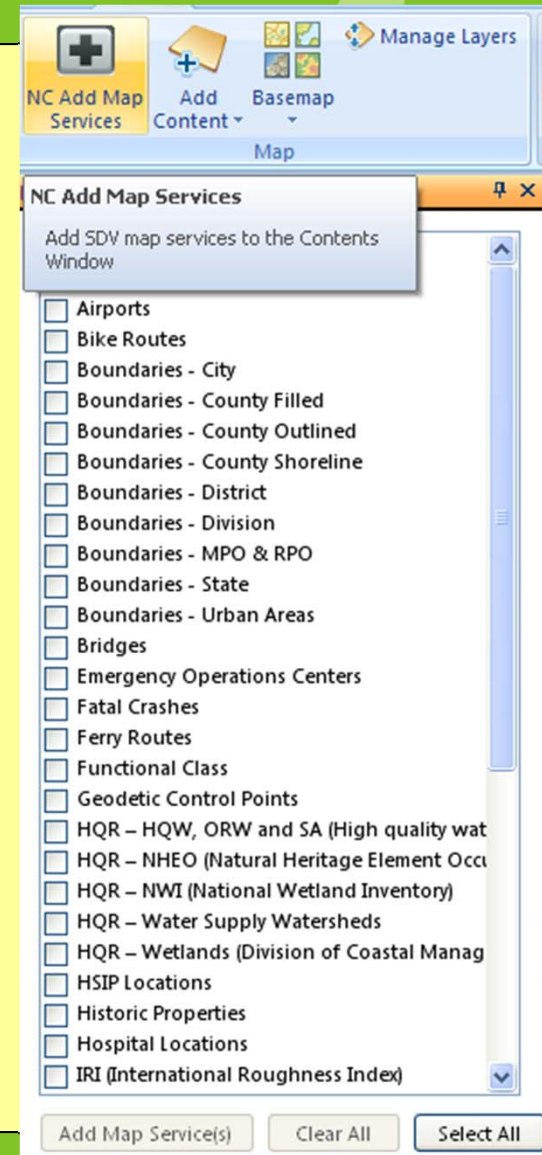 Manage Layers
NC Add Map Services
Add Content
Basemap
Map
NC Add Map Services
Add SDV map services to the Contents
Window
Airports
Bike Routes
Boundaries - City
Boundaries - County Filled
Boundaries - County Outlined
Boundaries - County Shoreline
Boundaries - District
Boundaries - Division
Boundaries - MPO & RPO
Boundaries - State
Boundaries - Urban Areas
Bridges
Emergency Operations Centers
Fatal Crashes
Ferry Routes
Functional Class
Geodetic Control Points
HQR – HQW, ORW and SA (High quality wat
HQR – NHEO (Natural Heritage Element Occu
HQR – NWI (National Wetland Inventory)
HQR – Water Supply Watersheds
HQR – Wetlands (Division of Coastal Manag
HSIP Locations
Historic Properties
Hospital Locations
IRI (International Roughness Index)
Add Map Service(s) Clear All Select All